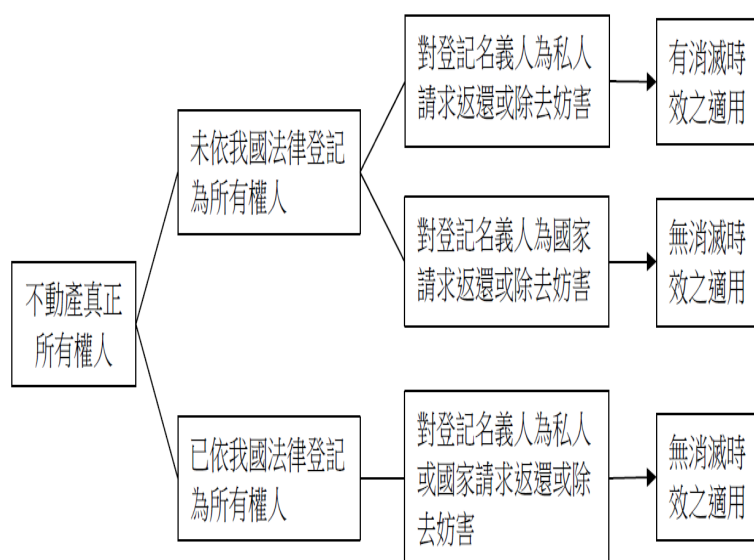 不動產真正
所有權人
未依我國法律登記
為所有權人
對登記名義人為私人
請求返還或除去妨害
有消滅時
效之適用
對登記名義人為國家
請求返還或除去妨害
無消滅時
效之適用
已依我國法律登記
為所有權人
對登記名義人為私人
或國家請求返還或除
去妨害
無消滅時
效之適用